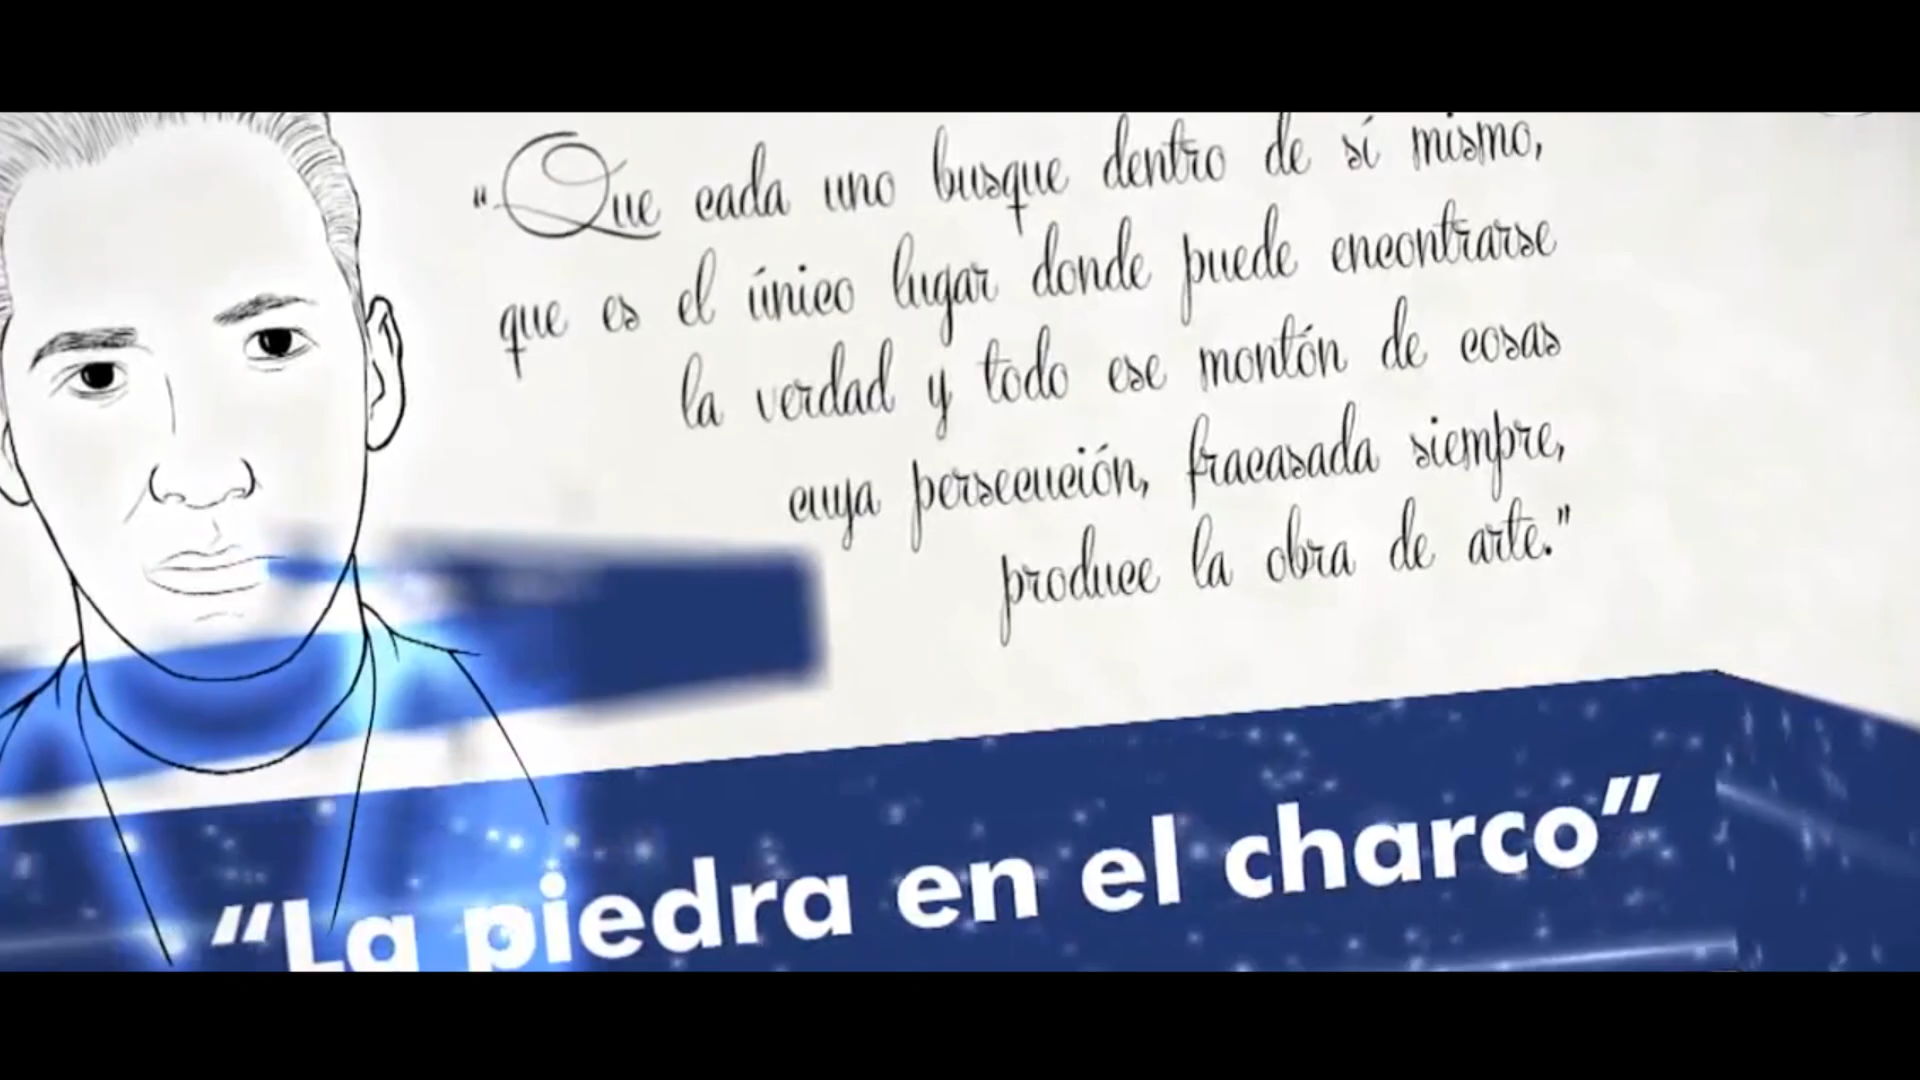 "Que cada uno busque dentro de sí mismo,
que es el único lugar donde puede encontrarse
la verdad y todo ese montón de cosas
cuya persecución, fracasada siempre,
produce la obra de arte."
"La piedra en el charco"